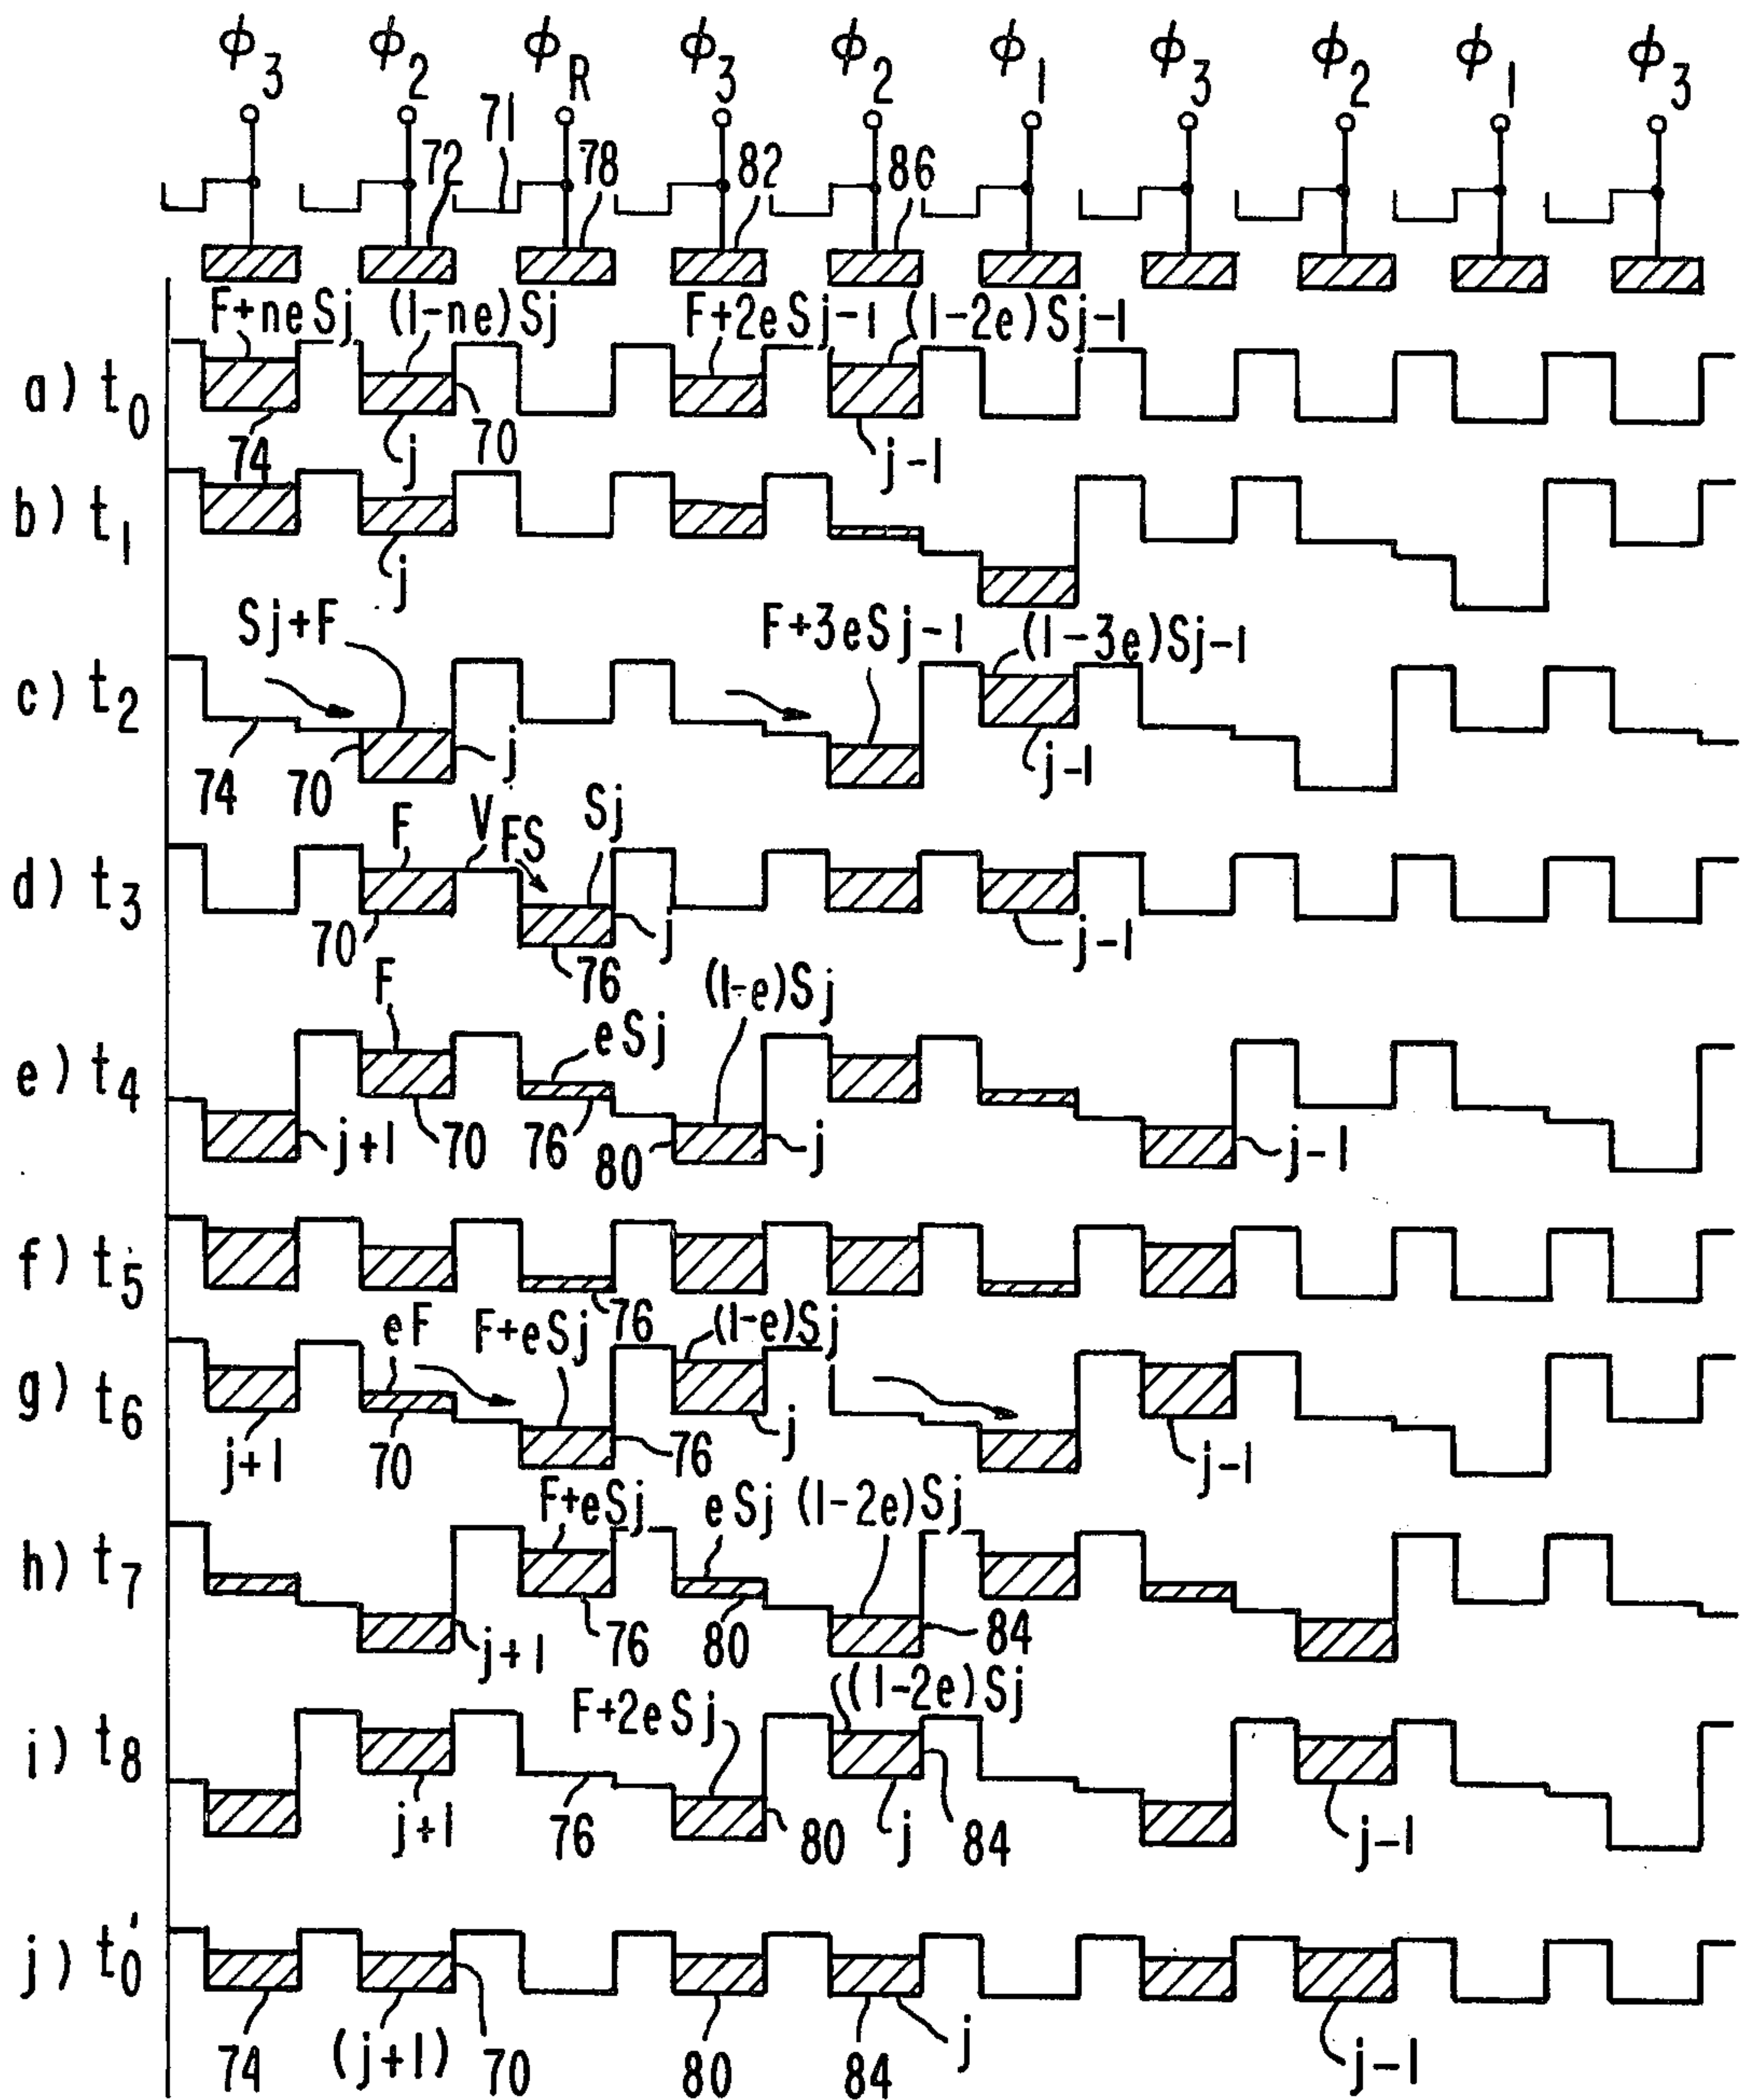 ϕ3 ϕ2 ϕR ϕ3 ϕ2 ϕ1 ϕ3 ϕ2 ϕ1 ϕ3
72 71 78 82 86
F+neSj (1-ne)Sj F+2eSj-1 (1-2e)Sj-1
a) t0
74 j 70 j-1
b) t1
j
Sj+F F+3eSj-1 (1-3e)Sj-1
c) t2
74 70 j j-1
F VFS Sj
d) t3
70 76 j j-1
F eSj (1-e)Sj
e) t4
j+1 70 76 80 j j-1
f) t5
76
eF F+eSj (1-e)Sj
g) t6
j+1 70 76 j j-1
F+eSj eSj (1-2e)Sj
h) t7
j+1 76 80 84
F+2eSj (1-2e)Sj
i) t8
j+1 76 80 j 84 j-1
j) t0'
74 (j+1) 70 80 84 j j-1